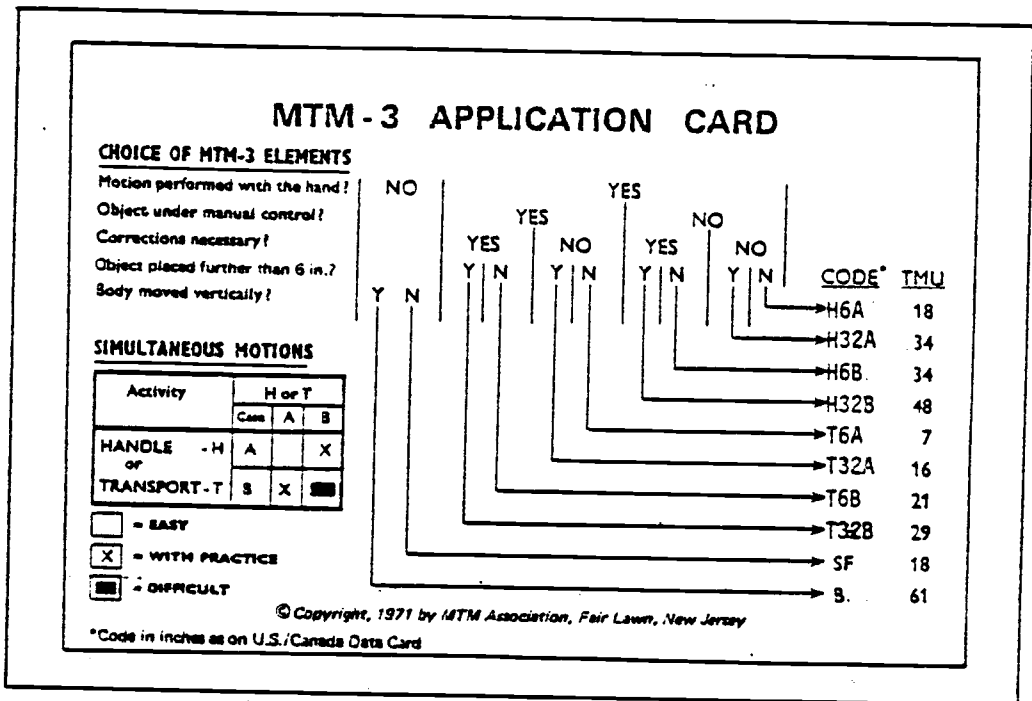 MTM - 3 APPLICATION CARD
CHOICE OF MTM-3 ELEMENTS
Motion performed with the hand? NO YES
Object under manual control? YES NO
Corrections necessary? YES NO YES NO
Object placed further than 6 in.? Y N Y N Y N Y N
Body moved vertically? Y N
CODE* TMU
H6A 18
H32A 34
H6B. 34
H32B 48
T6A 7
T32A 16
T6B 21
T32B 29
SF 18
B. 61
SIMULTANEOUS MOTIONS
Activity H or T
Case A B
HANDLE - H A X
or
TRANSPORT - T B X
= EASY
X = WITH PRACTICE
= DIFFICULT
© Copyright, 1971 by MTM Association, Fair Lawn, New Jersey
*Code in inches as on U.S./Canada Data Card